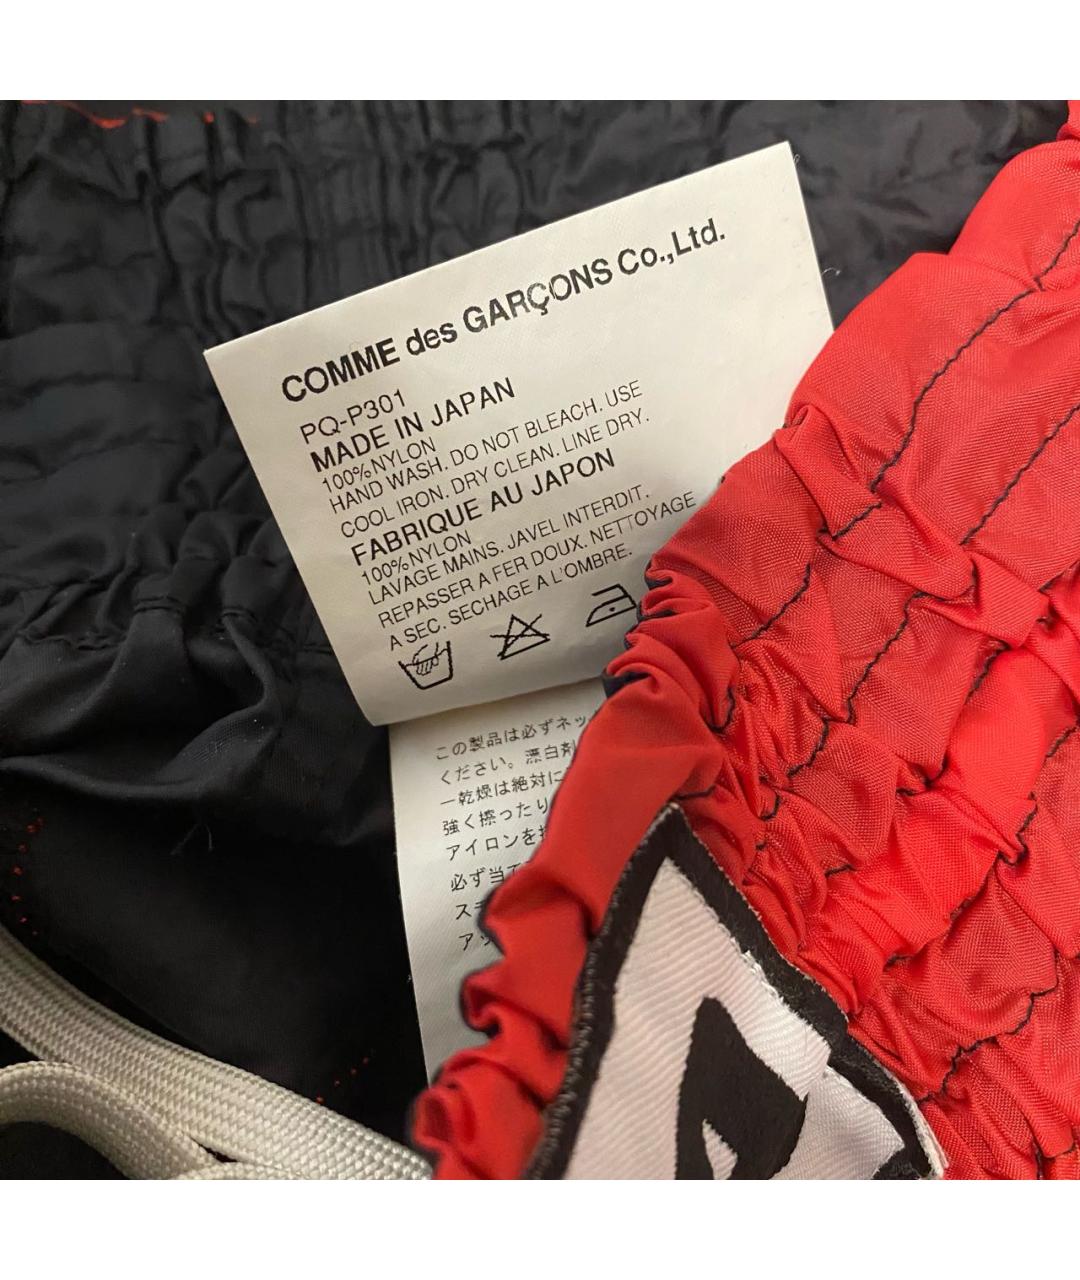 COMME des GARÇONS Co.,Ltd.
PQ-P301
MADE IN JAPAN
100%NYLON
HAND WASH. DO NOT BLEACH. USE
COOL IRON. DRY CLEAN. LINE DRY.
FABRIQUE AU JAPON
100%NYLON
LAVAGE MAINS. JAVEL INTERDIT.
REPASSER A FER DOUX. NETTOYAGE
A SEC. SECHAGE A L'OMBRE.
この製品は必ずネッ
ください。漂白剤
一乾燥は絶対に
強く擦ったり
アイロンを
必ず当て
ス
アッ